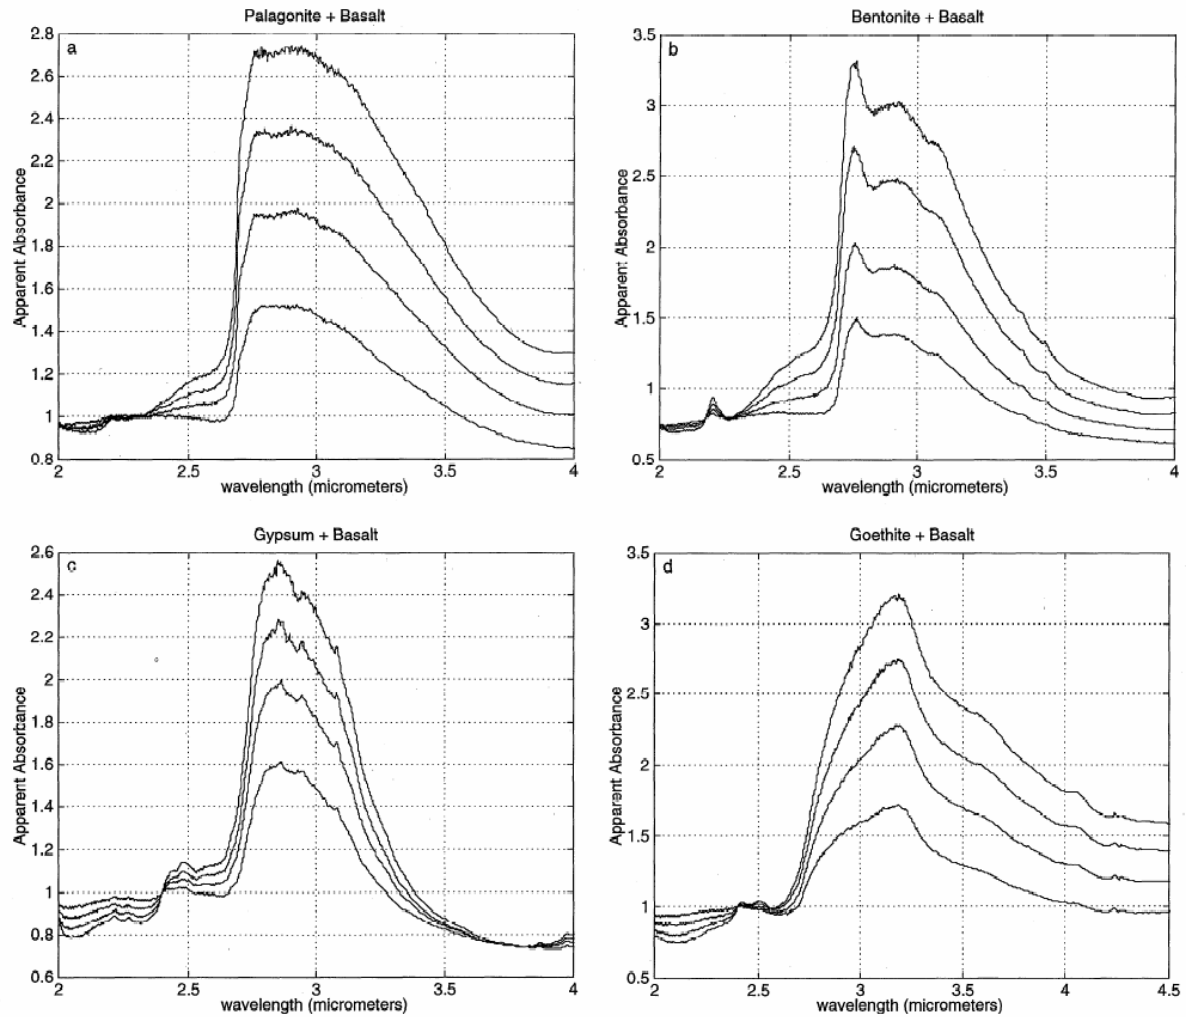 Palagonite + Basalt
a
2.8
2.6
2.4
2.2
2
1.8
1.6
1.4
1.2
1
0.8
Apparent Absorbance
2 2.5 3 3.5 4
wavelength (micrometers)
Bentonite + Basalt
b
3.5
3
2.5
2
1.5
1
0.5
Apparent Absorbance
2 2.5 3 3.5 4
wavelength (micrometers)
Gypsum + Basalt
c
2.6
2.4
2.2
2
1.8
1.6
1.4
1.2
1
0.8
0.6
Apparent Absorbance
2 2.5 3 3.5 4
wavelength (micrometers)
Goethite + Basalt
d
3.5
3
2.5
2
1.5
1
0.5
Apparent Absorbance
2 2.5 3 3.5 4 4.5
wavelength (micrometers)